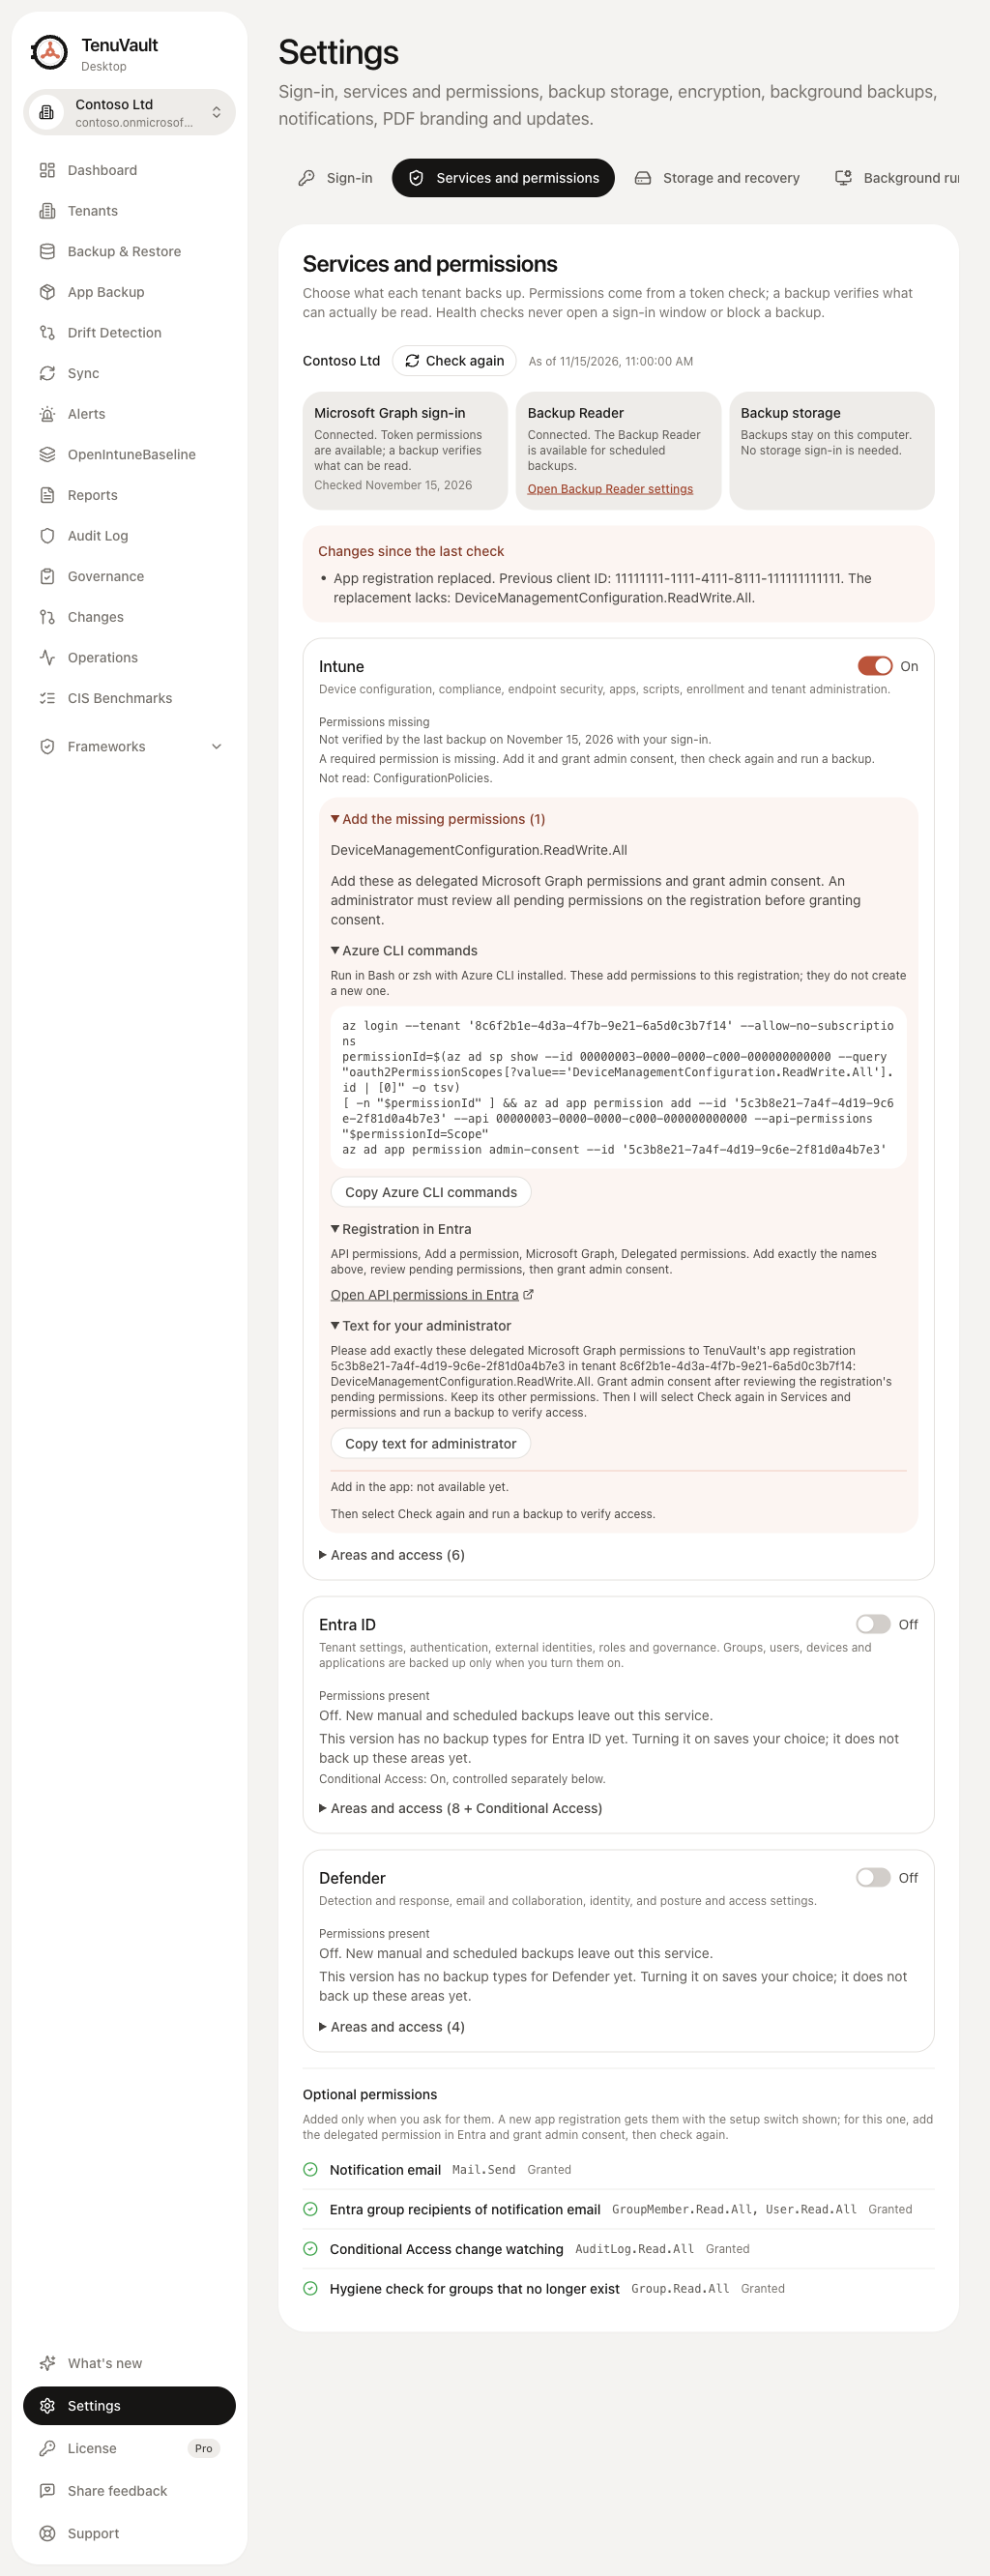 TenuVault
Desktop
Contoso Ltd
contoso.onmicrosof...
Dashboard
Tenants
Backup & Restore
App Backup
Drift Detection
Sync
Alerts
OpenIntuneBaseline
Reports
Audit Log
Governance
Changes
Operations
CIS Benchmarks
Frameworks
What's new
Settings
License
Pro
Share feedback
Support
Settings
Sign-in, services and permissions, backup storage, encryption, background backups,
notifications, PDF branding and updates.
Sign-in
Services and permissions
Storage and recovery
Background ru
Services and permissions
Choose what each tenant backs up. Permissions come from a token check; a backup verifies what
can actually be read. Health checks never open a sign-in window or block a backup.
Contoso Ltd
Check again
As of 11/15/2026, 11:00:00 AM
Microsoft Graph sign-in
Connected. Token permissions
are available; a backup verifies
what can be read.
Checked November 15, 2026
Backup Reader
Connected. The Backup Reader
is available for scheduled
backups.
Open Backup Reader settings
Backup storage
Backups stay on this computer.
No storage sign-in is needed.
Changes since the last check
• App registration replaced. Previous client ID: 11111111-1111-4111-8111-111111111111. The
replacement lacks: DeviceManagementConfiguration.ReadWrite.All.
Intune
On
Device configuration, compliance, endpoint security, apps, scripts, enrollment and tenant administration.
Permissions missing
Not verified by the last backup on November 15, 2026 with your sign-in.
A required permission is missing. Add it and grant admin consent, then check again and run a backup.
Not read: ConfigurationPolicies.
Add the missing permissions (1)
DeviceManagementConfiguration.ReadWrite.All
Add these as delegated Microsoft Graph permissions and grant admin consent. An
administrator must review all pending permissions on the registration before granting
consent.
Azure CLI commands
Run in Bash or zsh with Azure CLI installed. These add permissions to this registration; they do not create
a new one.
az login --tenant '8c6f2b1e-4d3a-4f7b-9e21-6a5d0c3b7f14' --allow-no-subscriptio
ns
permissionId=$(az ad sp show --id 00000003-0000-0000-c000-000000000000 --query
"oauth2PermissionScopes[?value=='DeviceManagementConfiguration.ReadWrite.All'].
id | [0]" -o tsv)
[ -n "$permissionId" ] && az ad app permission add --id '5c3b8e21-7a4f-4d19-9c6
e-2f81d0a4b7e3' --api 00000003-0000-0000-c000-000000000000 --api-permissions
"$permissionId=Scope"
az ad app permission admin-consent --id '5c3b8e21-7a4f-4d19-9c6e-2f81d0a4b7e3'
Copy Azure CLI commands
Registration in Entra
API permissions, Add a permission, Microsoft Graph, Delegated permissions. Add exactly the names
above, review pending permissions, then grant admin consent.
Open API permissions in Entra
Text for your administrator
Please add exactly these delegated Microsoft Graph permissions to TenuVault's app registration
5c3b8e21-7a4f-4d19-9c6e-2f81d0a4b7e3 in tenant 8c6f2b1e-4d3a-4f7b-9e21-6a5d0c3b7f14:
DeviceManagementConfiguration.ReadWrite.All. Grant admin consent after reviewing the registration's
pending permissions. Keep its other permissions. Then I will select Check again in Services and
permissions and run a backup to verify access.
Copy text for administrator
Add in the app: not available yet.
Then select Check again and run a backup to verify access.
Areas and access (6)
Entra ID
Off
Tenant settings, authentication, external identities, roles and governance. Groups, users, devices and
applications are backed up only when you turn them on.
Permissions present
Off. New manual and scheduled backups leave out this service.
This version has no backup types for Entra ID yet. Turning it on saves your choice; it does not
back up these areas yet.
Conditional Access: On, controlled separately below.
Areas and access (8 + Conditional Access)
Defender
Off
Detection and response, email and collaboration, identity, and posture and access settings.
Permissions present
Off. New manual and scheduled backups leave out this service.
This version has no backup types for Defender yet. Turning it on saves your choice; it does not
back up these areas yet.
Areas and access (4)
Optional permissions
Added only when you ask for them. A new app registration gets them with the setup switch shown; for this one, add
the delegated permission in Entra and grant admin consent, then check again.
Notification email Mail.Send Granted
Entra group recipients of notification email GroupMember.Read.All, User.Read.All Granted
Conditional Access change watching AuditLog.Read.All Granted
Hygiene check for groups that no longer exist Group.Read.All Granted